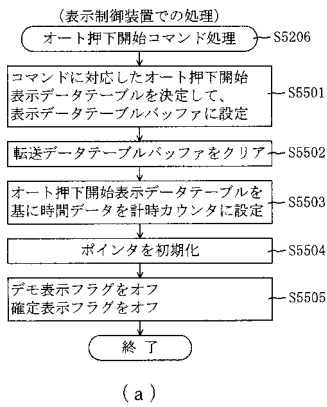 (表示制御装置での処理)
オート押下開始コマンド処理
S5206
コマンドに対応したオート押下開始
表示データテーブルを決定して、
表示データテーブルバッファに設定
S5501
転送データテーブルバッファをクリア
S5502
オート押下開始表示データテーブルを
基に時間データを計時カウンタに設定
S5503
ポインタを初期化
S5504
デモ表示フラグをオフ
確定表示フラグをオフ
S5505
終了
(a)